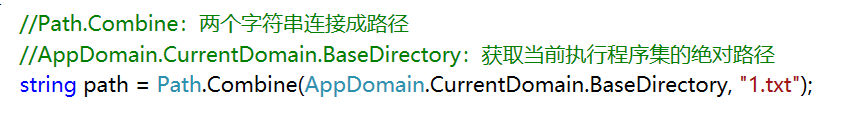 //Path.Combine：两个字符串连接成路径
//AppDomain.CurrentDomain.BaseDirectory：获取当前执行程序集的绝对路径
string path = Path.Combine(AppDomain.CurrentDomain.BaseDirectory, "1.txt");